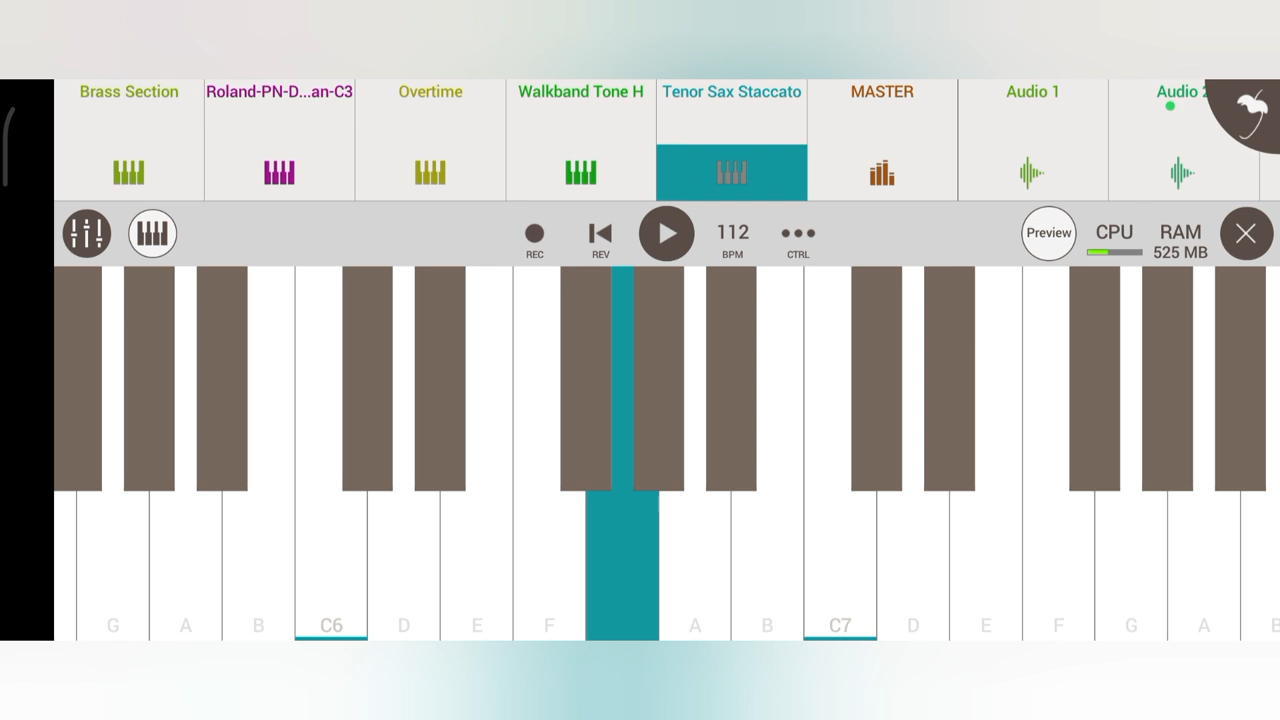 Brass Section
Roland-PN-D...an-C3
Overtime
Walkband Tone H
Tenor Sax Staccato
MASTER
Audio 1
Audio
REC
REV
112
BPM
CTRL
Preview
CPU
RAM
525 MB
G A B C6 D E F A B C7 D E F G A B